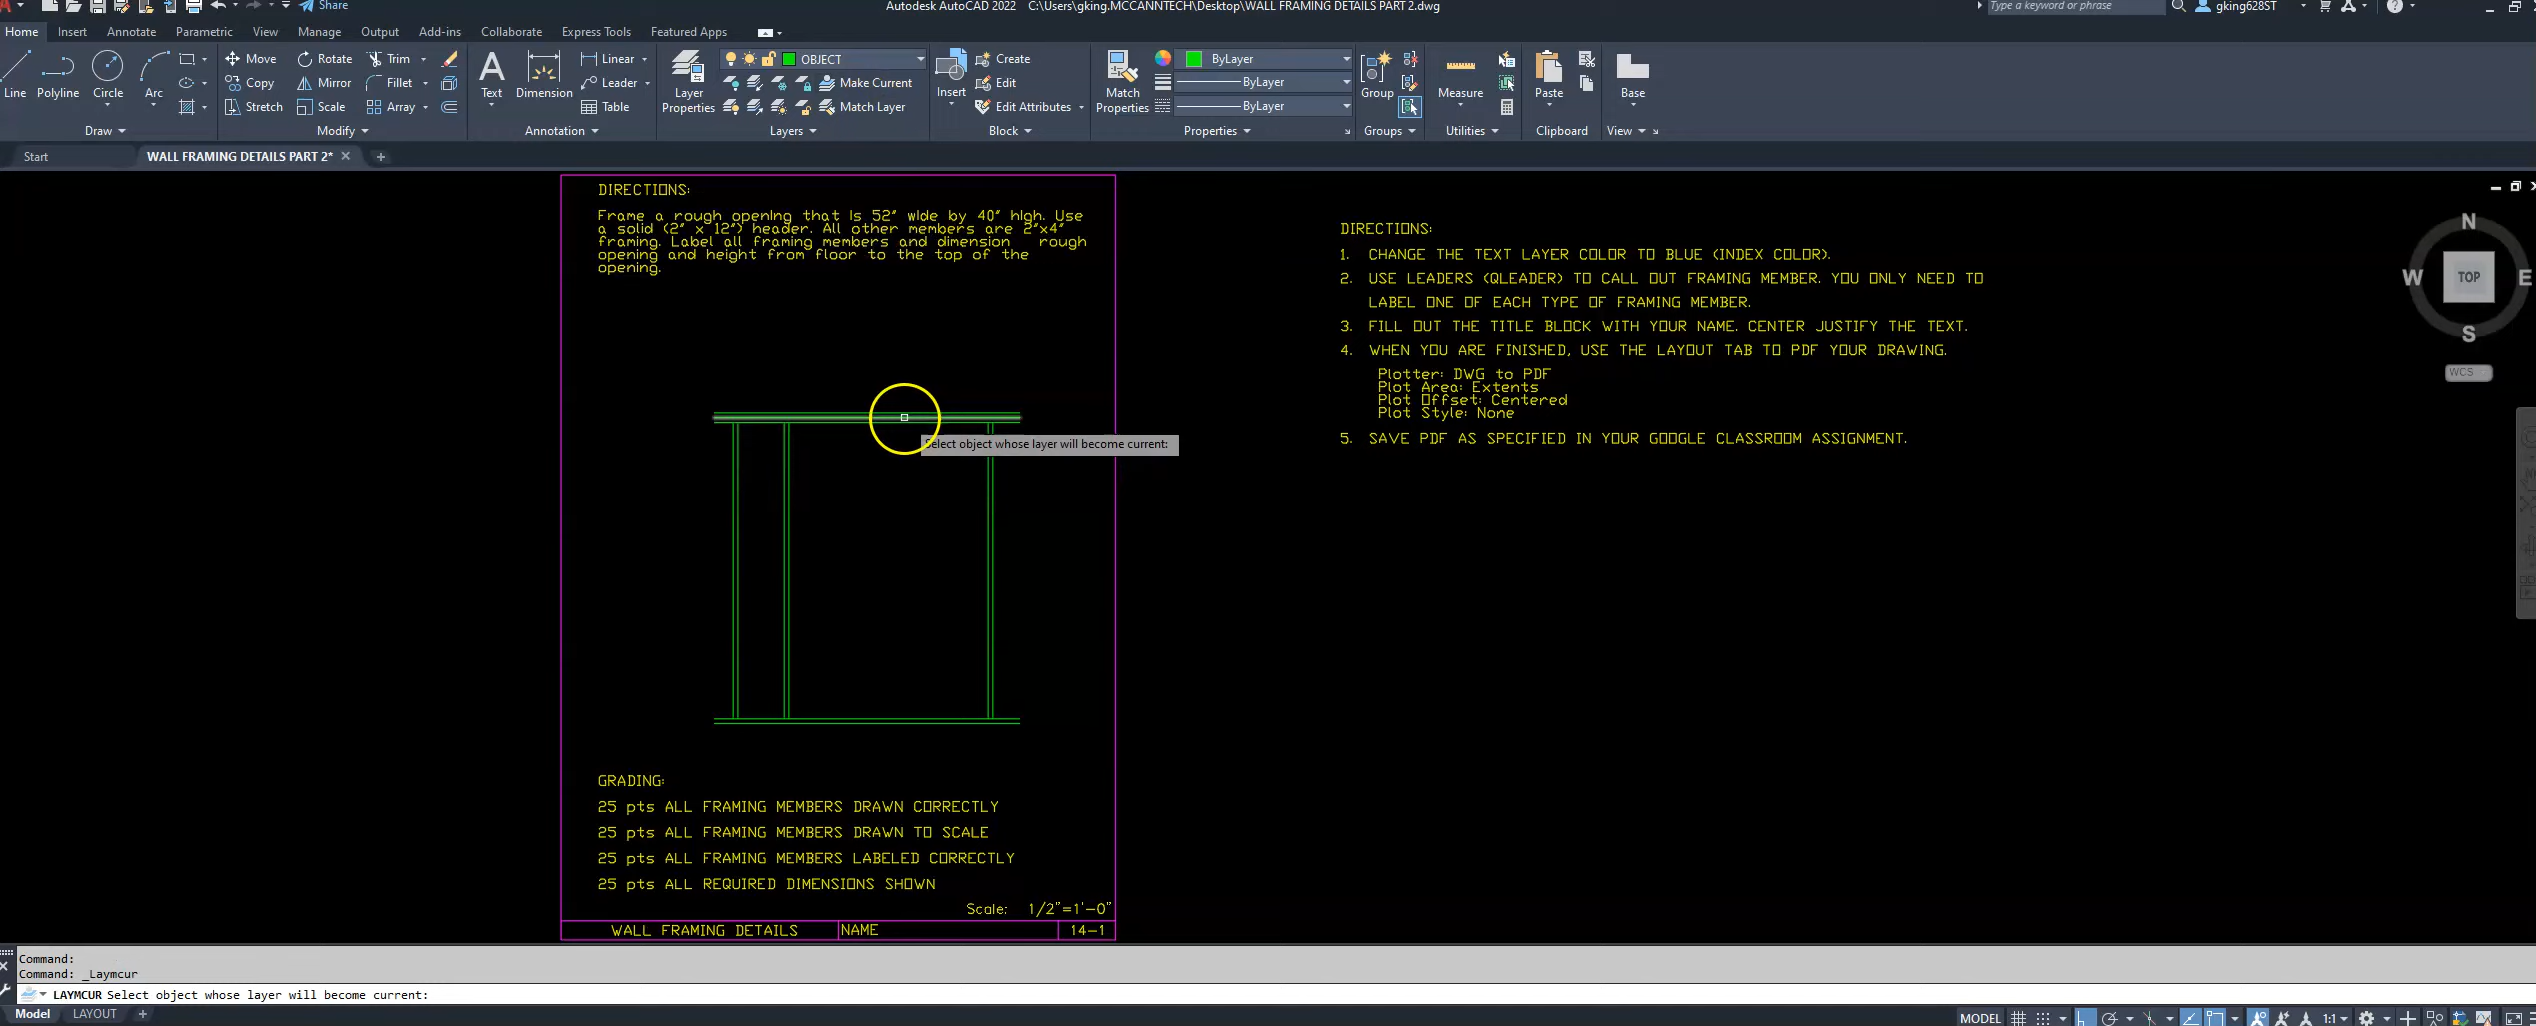 Share
Autodesk AutoCAD 2022 C:\Users\gking.MCCANNTECH\Desktop\WALL FRAMING DETAILS PART 2.dwg
Type a keyword or phrase
gking628ST
Home Insert Annotate Parametric View Manage Output Add-ins Collaborate Express Tools Featured Apps
Line Polyline Circle Arc
Draw
Move Rotate Trim
Copy Mirror Fillet
Stretch Scale Array
Modify
Text Dimension
Linear
Leader
Table
Annotation
Layer Properties
OBJECT
Make Current
Match Layer
Layers
Insert
Create
Edit
Edit Attributes
Block
Match Properties
ByLayer
ByLayer
ByLayer
Properties
Group
Groups
Measure
Utilities
Paste
Clipboard
Base
View
Start
WALL FRAMING DETAILS PART 2*
DIRECTIONS:
Frame a rough opening that is 52" wide by 40" high. Use
a solid (2" x 12") header. All other members are 2"x4"
framing. Label all framing members and dimension rough
opening and height from floor to the top of the
opening.
Select object whose layer will become current:
GRADING:
25 pts ALL FRAMING MEMBERS DRAWN CORRECTLY
25 pts ALL FRAMING MEMBERS DRAWN TO SCALE
25 pts ALL FRAMING MEMBERS LABELED CORRECTLY
25 pts ALL REQUIRED DIMENSIONS SHOWN
Scale: 1/2"=1'-0"
WALL FRAMING DETAILS NAME 14-1
DIRECTIONS:
1. CHANGE THE TEXT LAYER COLOR TO BLUE (INDEX COLOR).
2. USE LEADERS (QLEADER) TO CALL OUT FRAMING MEMBER. YOU ONLY NEED TO
LABEL ONE OF EACH TYPE OF FRAMING MEMBER.
3. FILL OUT THE TITLE BLOCK WITH YOUR NAME. CENTER JUSTIFY THE TEXT.
4. WHEN YOU ARE FINISHED, USE THE LAYOUT TAB TO PDF YOUR DRAWING.
Plotter: DWG to PDF
Plot Area: Extents
Plot Offset: Centered
Plot Style: None
5. SAVE PDF AS SPECIFIED IN YOUR GOOGLE CLASSROOM ASSIGNMENT.
N
W TOP E
S
WCS
Command:
Command: _Laymcur
LAYMCUR Select object whose layer will become current:
Model LAYOUT
MODEL 1:1